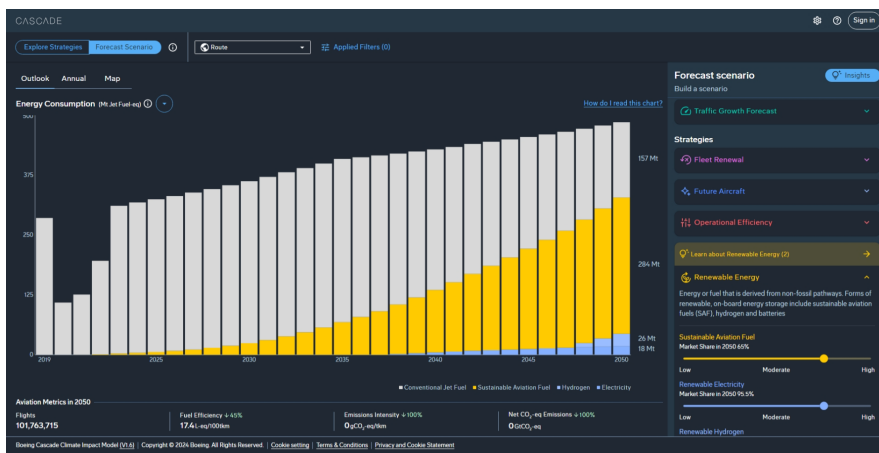 CASCADE
Sign in
Explore Strategies Forecast Scenario Route Applied Filters (0)
Outlook Annual Map
Energy Consumption (Mt Jet Fuel-eq)
How do I read this chart?
500
375
250
125
0
2019 2025 2030 2035 2040 2045 2050
157 Mt
284 Mt
26 Mt
18 Mt
Conventional Jet Fuel Sustainable Aviation Fuel Hydrogen Electricity
Aviation Metrics in 2050
Flights
101,763,715
Fuel Efficiency ↓45%
17.4 L-eq/100tkm
Emissions Intensity ↓100%
0 gCO₂-eq/tkm
Net CO₂-eq Emissions ↓100%
0 GtCO₂-eq
Forecast scenario
Insights
Build a scenario
Traffic Growth Forecast
Strategies
Fleet Renewal
Future Aircraft
Operational Efficiency
Learn about Renewable Energy (2)
Renewable Energy
Energy or fuel that is derived from non-fossil pathways. Forms of
renewable, on-board energy storage include sustainable aviation
fuels (SAF), hydrogen and batteries
Sustainable Aviation Fuel
Market Share in 2050 65%
Low Moderate High
Renewable Electricity
Market Share in 2050 95.5%
Low Moderate High
Renewable Hydrogen
Boeing Cascade Climate Impact Model (V1.6) | Copyright © 2024 Boeing. All Rights Reserved. | Cookie setting | Terms & Conditions | Privacy and Cookie Statement